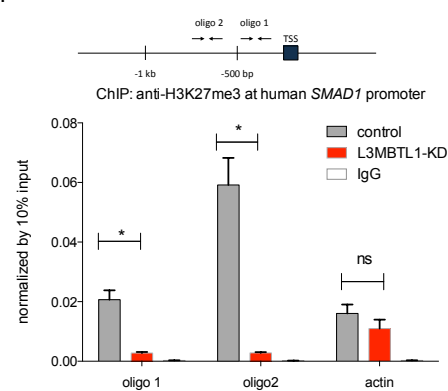 oligo 2 oligo 1 TSS
-1 kb -500 bp
ChIP: anti-H3K27me3 at human SMAD1 promoter
normalized by 10% input
0.08
0.06
0.04
0.02
0.00
* * ns
control
L3MBTL1-KD
IgG
oligo 1 oligo2 actin